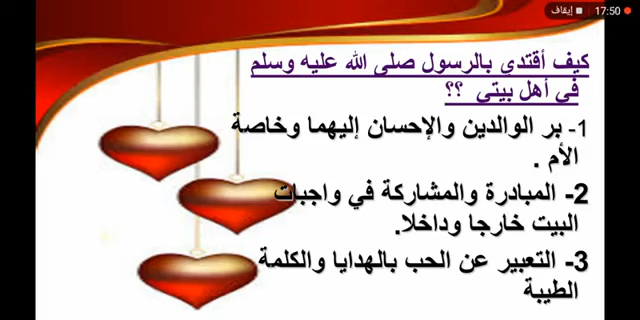 17:50 إيقاف
كيف أقتدي بالرسول صلى الله عليه وسلم
في أهل بيتي ؟؟
1- بر الوالدين والإحسان إليهما وخاصة
الأم .
2- المبادرة والمشاركة في واجبات
البيت خارجا وداخلا.
3- التعبير عن الحب بالهدايا والكلمة
الطيبة